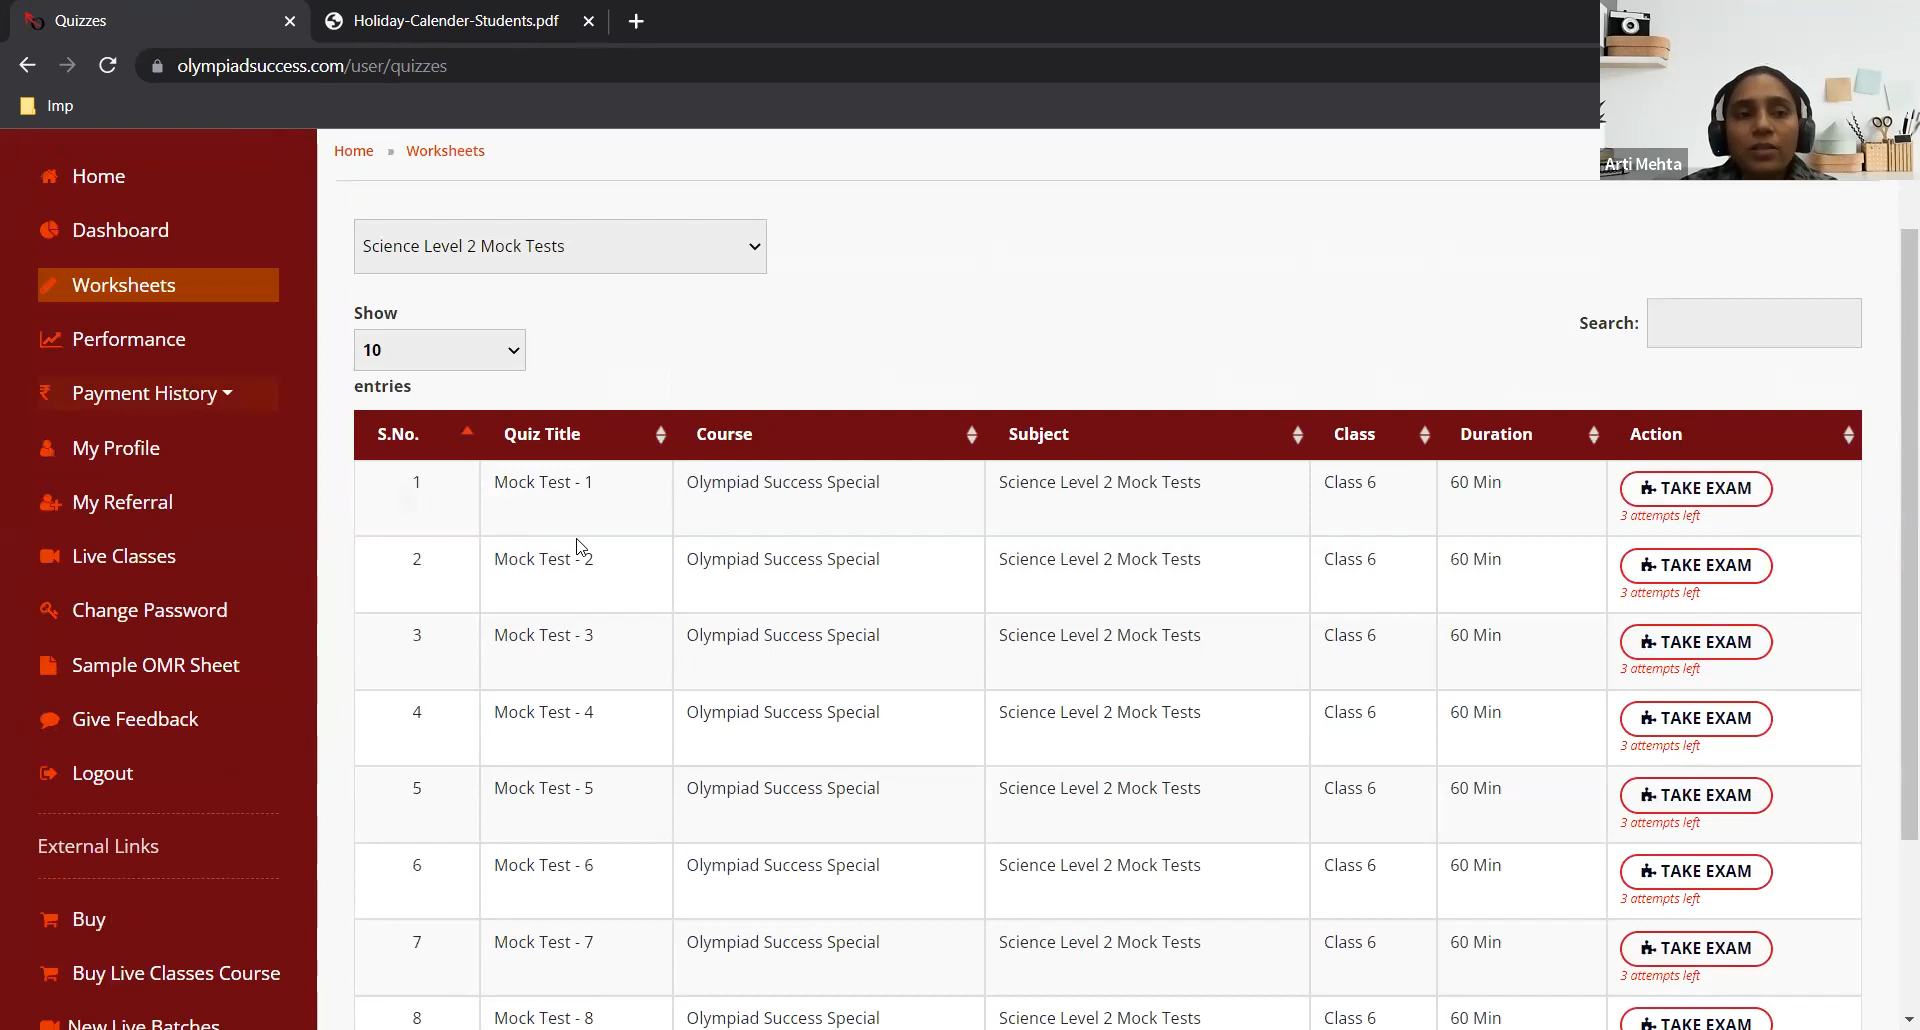 Quizzes
Holiday-Calender-Students.pdf
olympiadsuccess.com/user/quizzes
Imp
Arti Mehta
Home
Dashboard
Worksheets
Performance
Payment History
My Profile
My Referral
Live Classes
Change Password
Sample OMR Sheet
Give Feedback
Logout
External Links
Buy
Buy Live Classes Course
New Live Batches
Home » Worksheets
Science Level 2 Mock Tests
Show
10
entries
Search:
S.No. Quiz Title Course Subject Class Duration Action
1 Mock Test - 1 Olympiad Success Special Science Level 2 Mock Tests Class 6 60 Min TAKE EXAM
3 attempts left
2 Mock Test - 2 Olympiad Success Special Science Level 2 Mock Tests Class 6 60 Min TAKE EXAM
3 attempts left
3 Mock Test - 3 Olympiad Success Special Science Level 2 Mock Tests Class 6 60 Min TAKE EXAM
3 attempts left
4 Mock Test - 4 Olympiad Success Special Science Level 2 Mock Tests Class 6 60 Min TAKE EXAM
3 attempts left
5 Mock Test - 5 Olympiad Success Special Science Level 2 Mock Tests Class 6 60 Min TAKE EXAM
3 attempts left
6 Mock Test - 6 Olympiad Success Special Science Level 2 Mock Tests Class 6 60 Min TAKE EXAM
3 attempts left
7 Mock Test - 7 Olympiad Success Special Science Level 2 Mock Tests Class 6 60 Min TAKE EXAM
3 attempts left
8 Mock Test - 8 Olympiad Success Special Science Level 2 Mock Tests Class 6 60 Min TAKE EXAM